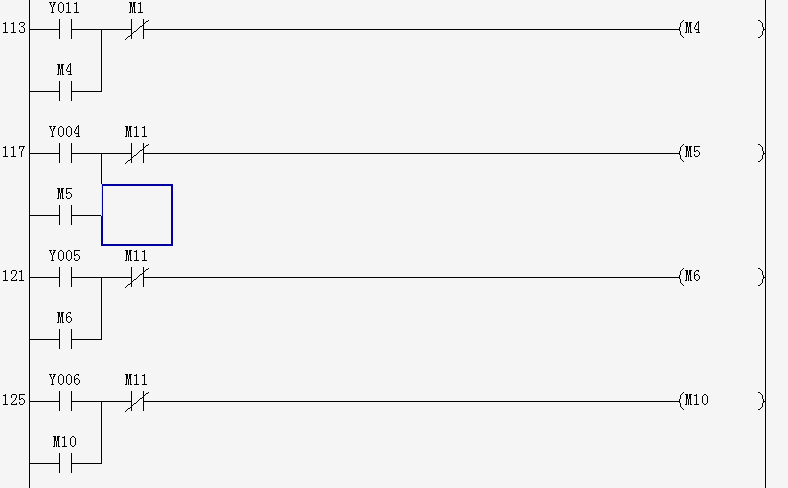 Y011 M1
113 (M4 )
M4
Y004 M11
117 (M5 )
M5
Y005 M11
121 (M6 )
M6
Y006 M11
125 (M10 )
M10